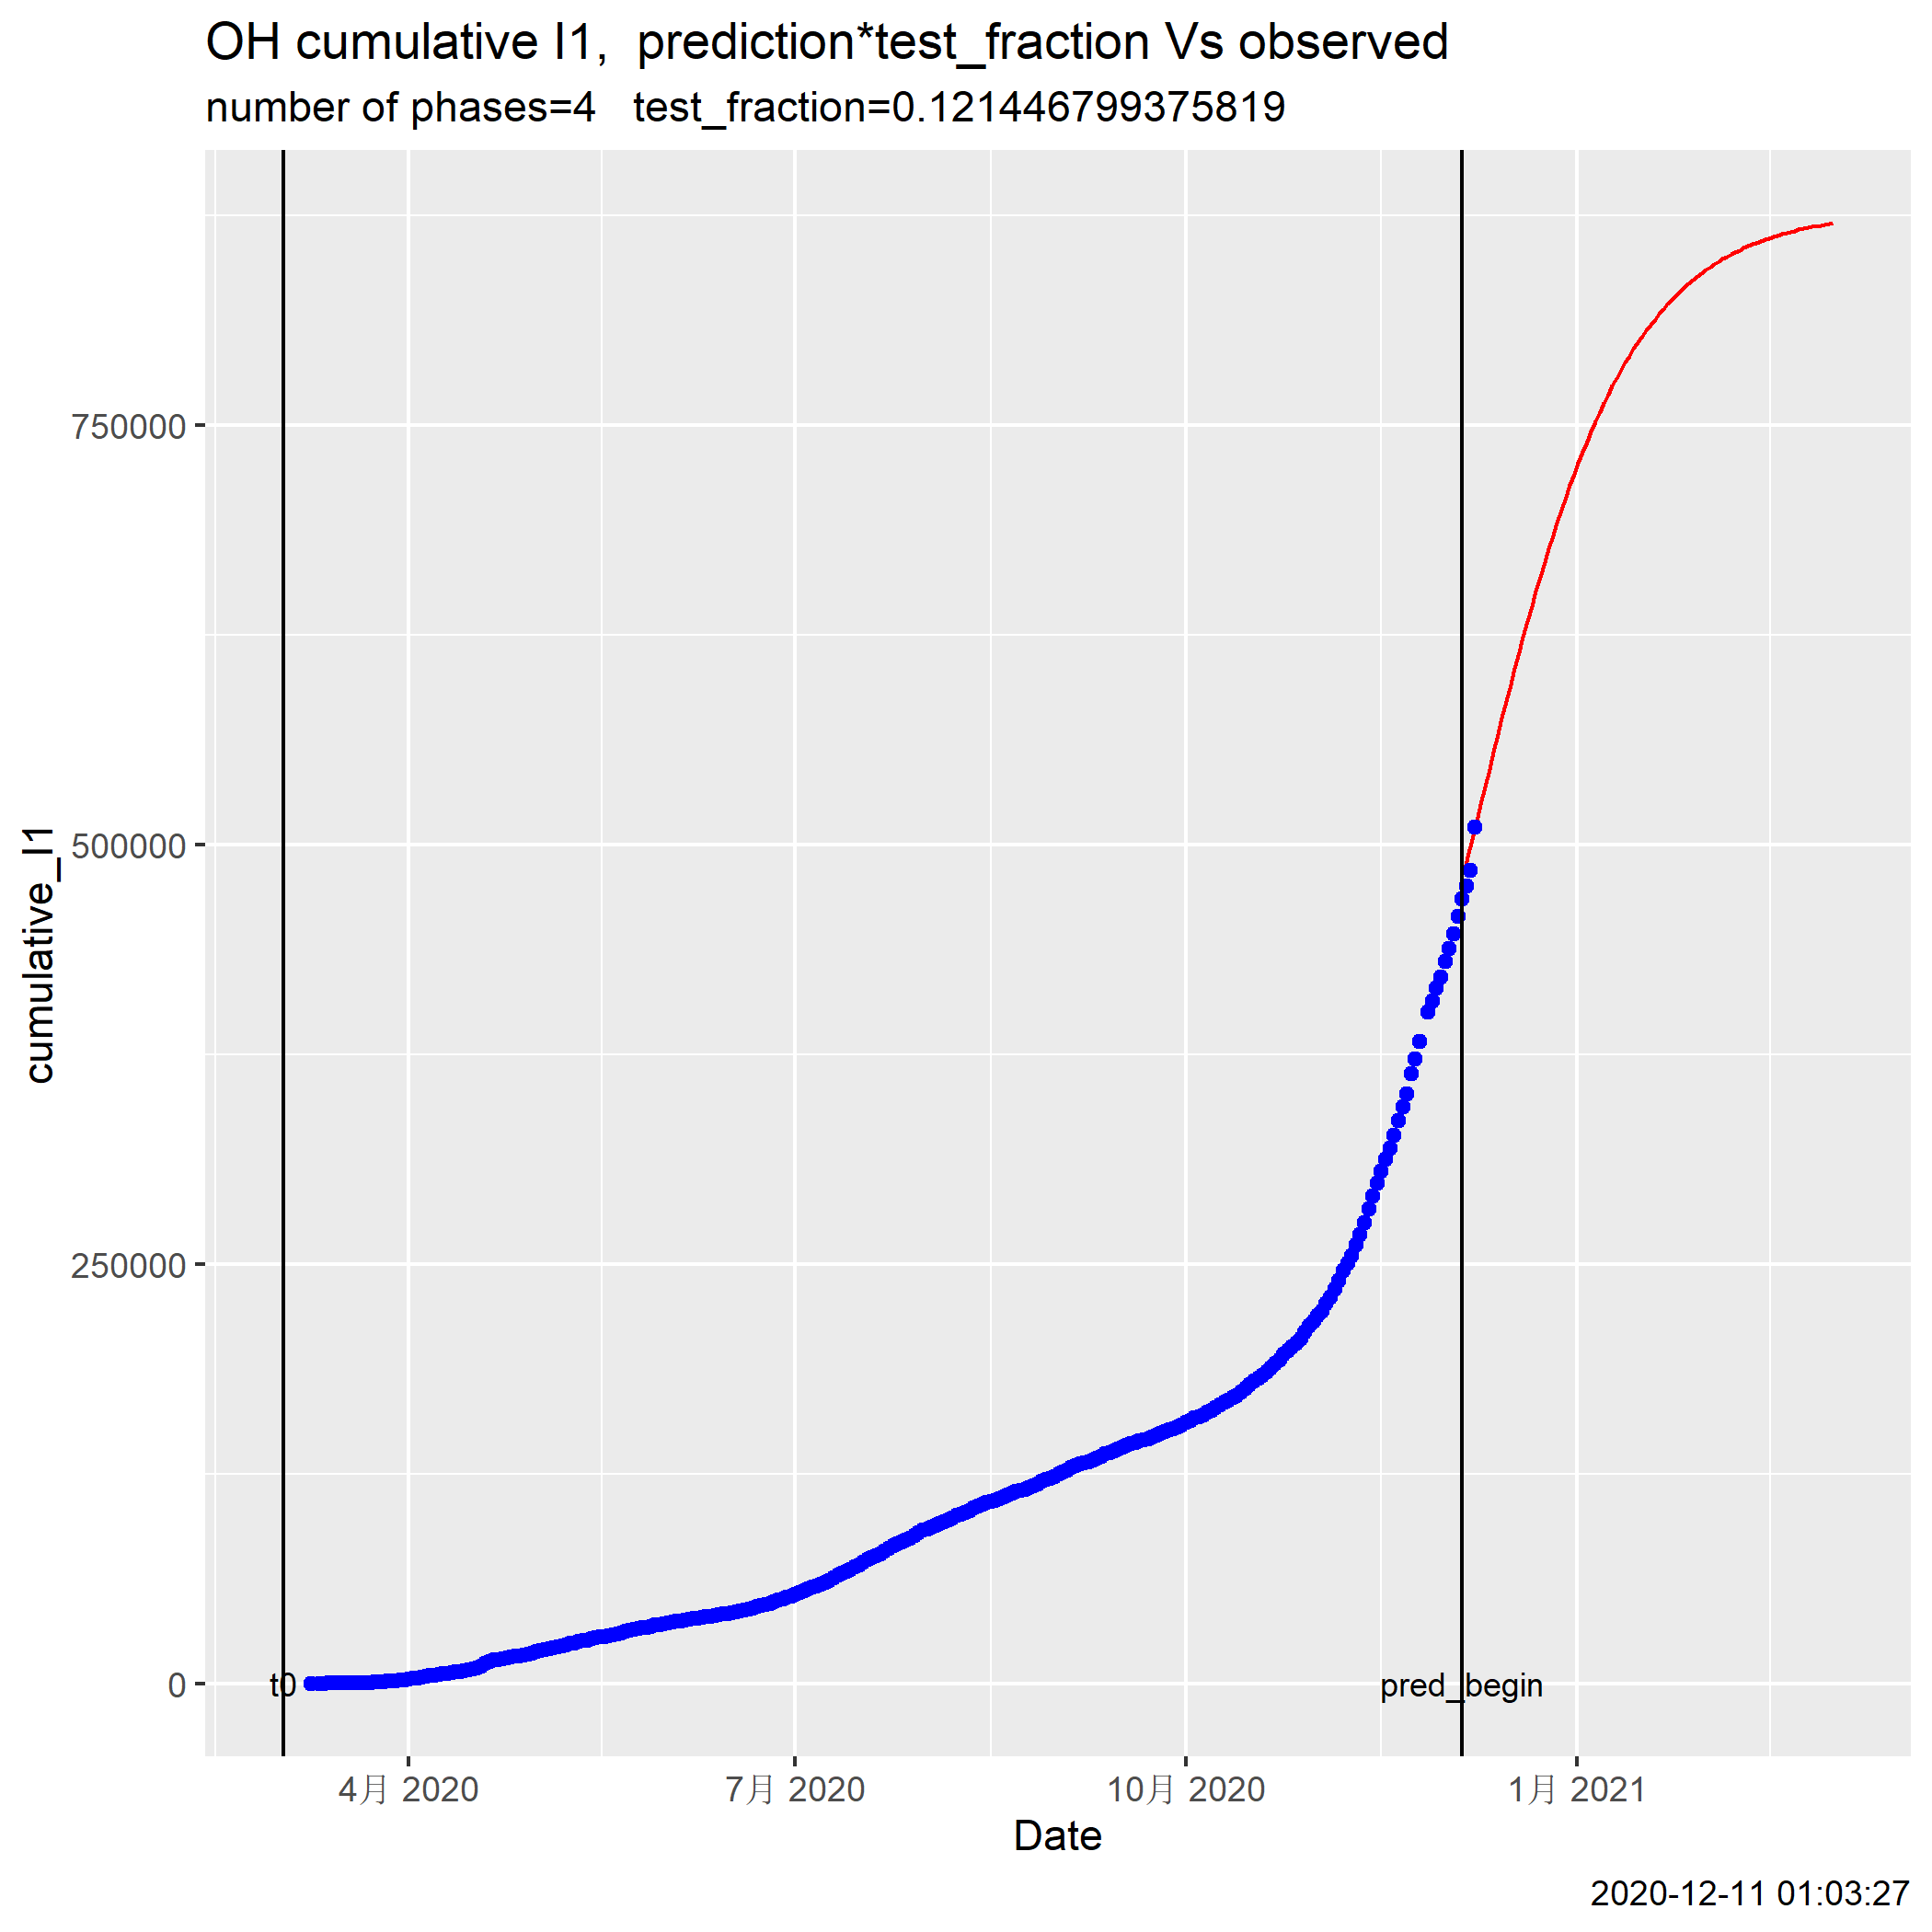 OH cumulative I1,  prediction*test_fraction Vs observed
number of phases=4   test_fraction=0.121446799375819
750000
500000
250000
0
cumulative_I1
t0
pred_begin
4月 2020
7月 2020
10月 2020
1月 2021
Date
2020-12-11 01:03:27